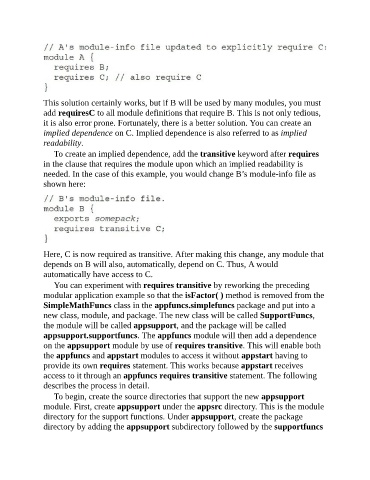 // A's module-info file updated to explicitly require C:
module A {
  requires B;
  requires C; // also require C
}
This solution certainly works, but if B will be used by many modules, you must
add requiresC to all module definitions that require B. This is not only tedious,
it is also error prone. Fortunately, there is a better solution. You can create an
implied dependence on C. Implied dependence is also referred to as implied
readability.
To create an implied dependence, add the transitive keyword after requires
in the clause that requires the module upon which an implied readability is
needed. In the case of this example, you would change B’s module-info file as
shown here:
// B's module-info file.
module B {
  exports somepack;
  requires transitive C;
}
Here, C is now required as transitive. After making this change, any module that
depends on B will also, automatically, depend on C. Thus, A would
automatically have access to C.
You can experiment with requires transitive by reworking the preceding
modular application example so that the isFactor( ) method is removed from the
SimpleMathFuncs class in the appfuncs.simplefuncs package and put into a
new class, module, and package. The new class will be called SupportFuncs,
the module will be called appsupport, and the package will be called
appsupport.supportfuncs. The appfuncs module will then add a dependence
on the appsupport module by use of requires transitive. This will enable both
the appfuncs and appstart modules to access it without appstart having to
provide its own requires statement. This works because appstart receives
access to it through an appfuncs requires transitive statement. The following
describes the process in detail.
To begin, create the source directories that support the new appsupport
module. First, create appsupport under the appsrc directory. This is the module
directory for the support functions. Under appsupport, create the package
directory by adding the appsupport subdirectory followed by the supportfuncs